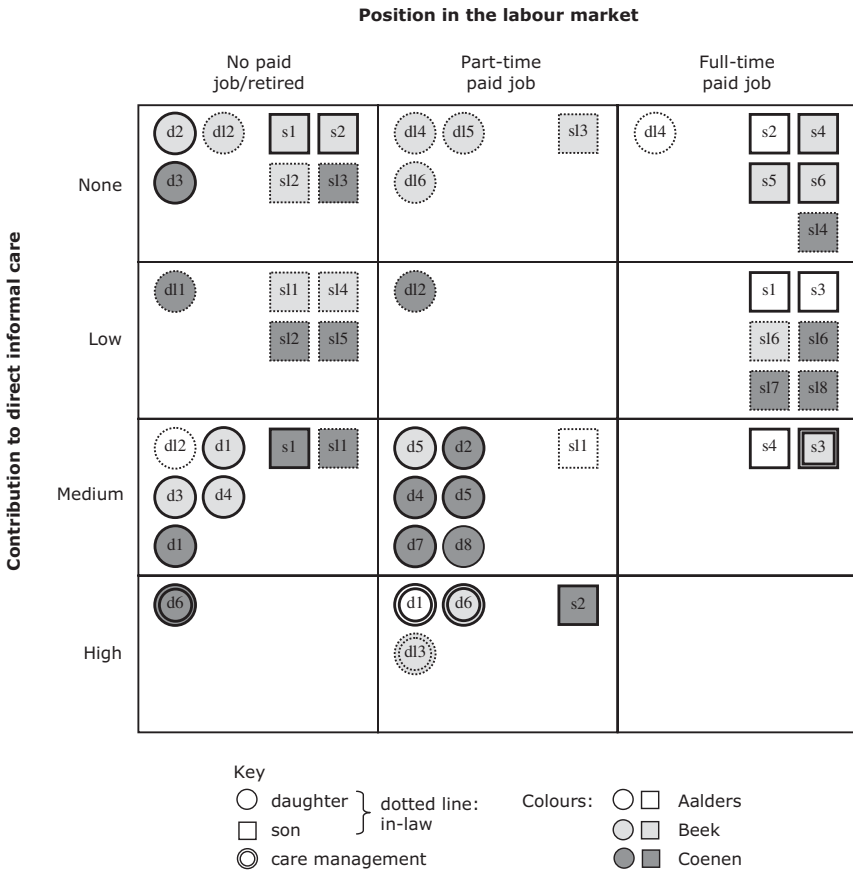 Position in the labour market
No paid
job/retired
Part-time
paid job
Full-time
paid job
Contribution to direct informal care
None
d2 dl2 s1 s2 dl4 dl5 sl3 dl4 s2 s4
d3 sl2 sl3 dl6 s5 s6
sl4
Low
dl1 sl1 sl4 dl2 s1 s3
sl2 sl5 sl6 sl6
sl7 sl8
Medium
dl2 d1 s1 sl1 d5 d2 sl1 s4 s3
d3 d4 d4 d5
d1 d7 d8
High
d6 d1 d6 s2
dl3
Key
daughter
son
dotted line:
in-law
care management
Colours:
Aalders
Beek
Coenen